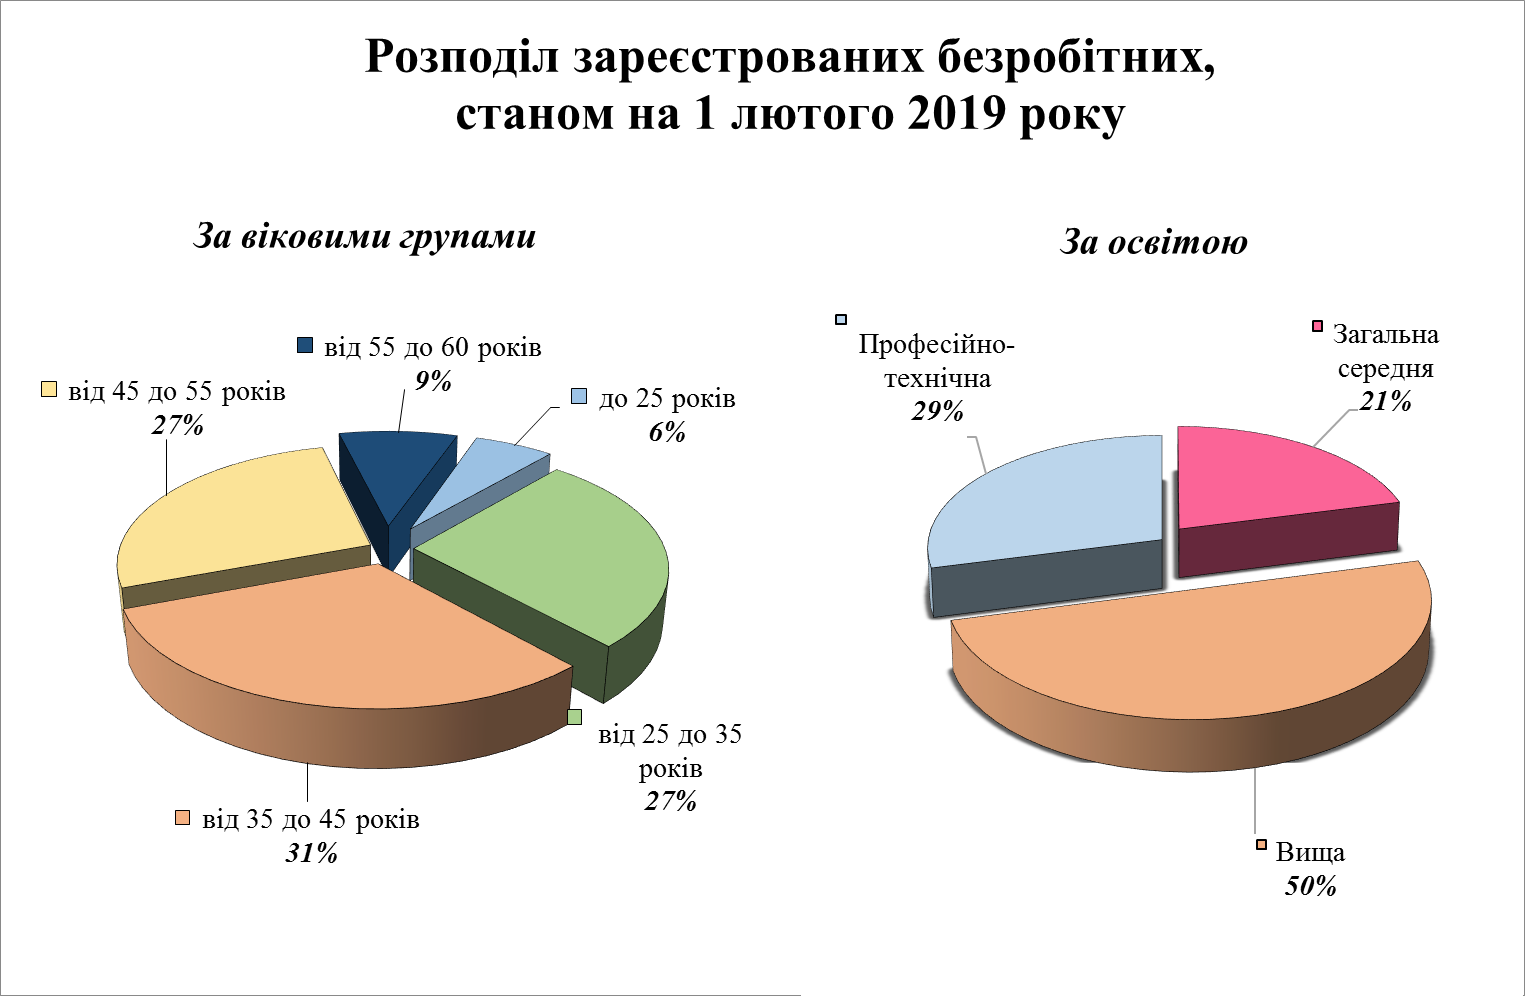 Розподіл зареєстрованих безробітних,
станом на 1 лютого 2019 року
За віковими групами
від 55 до 60 років
9%
від 45 до 55 років
27%
до 25 років
6%
від 25 до 35
років
27%
від 35 до 45 років
31%
За освітою
Професійно-
технічна
29%
Загальна
середня
21%
Вища
50%